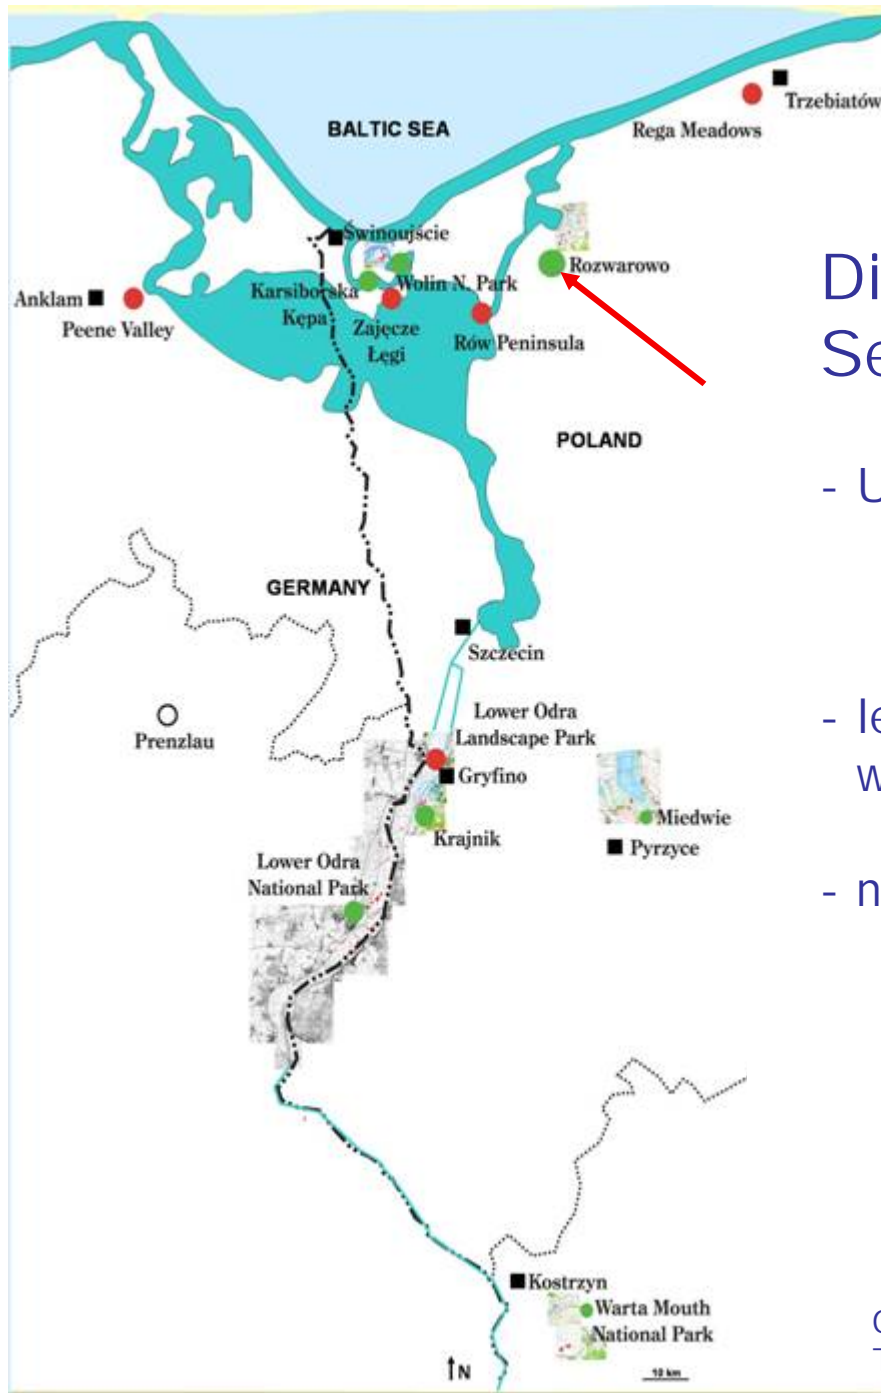 BALTIC SEA
Trzebiatów
Rega Meadows
Świnoujście
Rozwarowo
Wolin N. Park
Karsiborska
Kępa
Anklam
Peene Valley
Zajęcze
Łęgi
Rów Peninsula
Di
Se
POLAND
- U
GERMANY
Szczecin
Prenzlau
Lower Odra
Landscape Park
- le
w
Gryfino
Miedwie
Krajnik
Pyrzyce
Lower Odra
National Park
- n
Kostrzyn
Warta Mouth
National Park
N
10 km